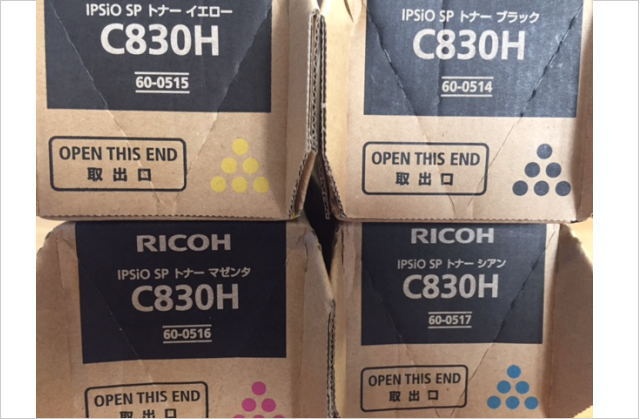 IPSiO SP トナー イエロー
C830H
60-0515
OPEN THIS END
取出口
IPSiO SP トナー ブラック
C830H
60-0514
OPEN THIS END
取出口
RICOH
IPSiO SP トナー マゼンタ
C830H
60-0516
OPEN THIS END
取出口
RICOH
IPSiO SP トナー シアン
C830H
60-0517
OPEN THIS END
取出口